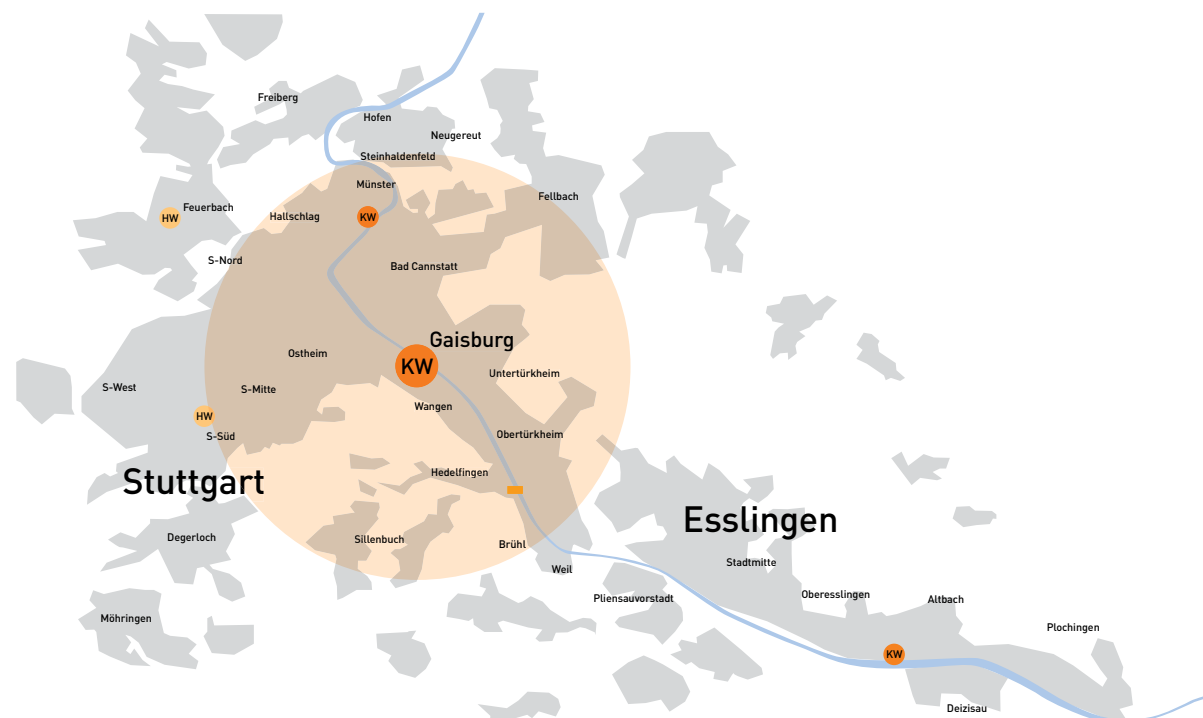 Freiberg
Hofen
Neugereut
Steinhaldenfeld
Münster
Fellbach
HW
Feuerbach
Hallschlag
KW
S-Nord
Bad Cannstatt
Gaisburg
Ostheim
KW
Untertürkheim
S-West
S-Mitte
Wangen
HW
S-Süd
Obertürkheim
Hedelfingen
Stuttgart
Esslingen
Degerloch
Sillenbuch
Brühl
Weil
Stadtmitte
Pliensauvorstadt
Oberesslingen
Altbach
Möhringen
Plochingen
KW
Deizisau